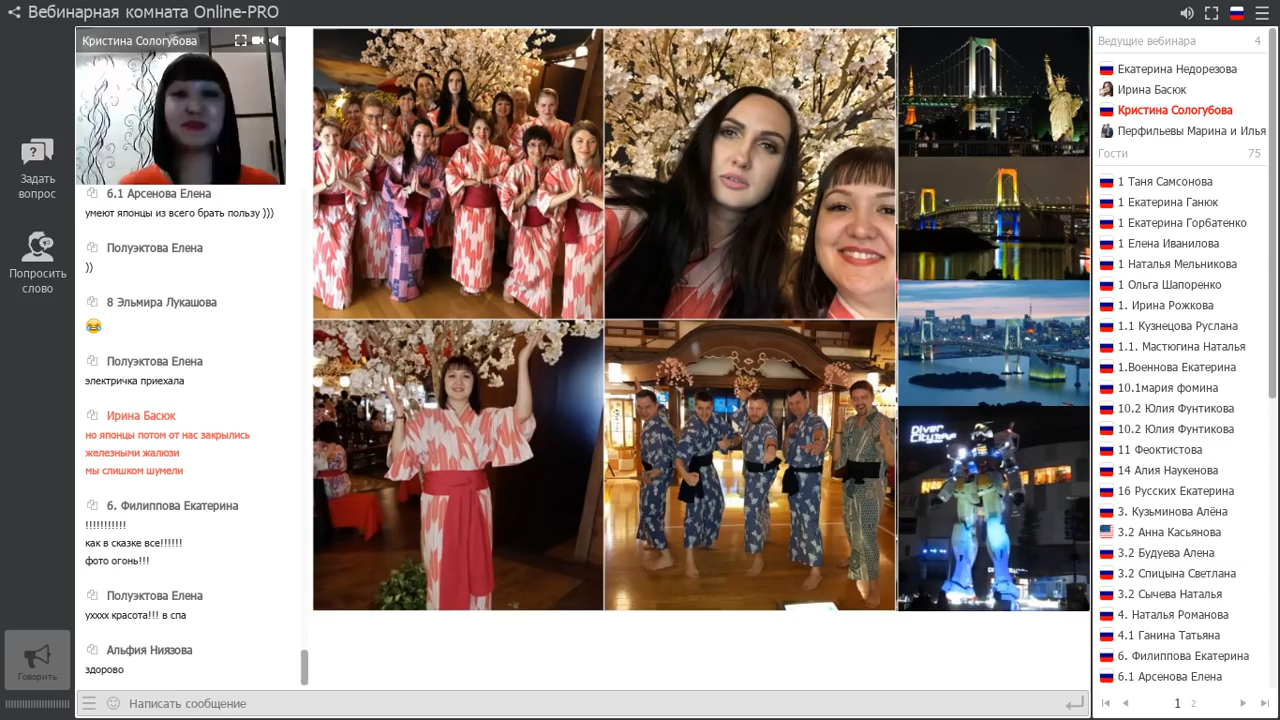 Вебинарная комната Online-PRO
Задать
вопрос
Попросить
слово
Говорить
Кристина Сологубова
6.1 Арсенова Елена
умеют японцы из всего брать пользу )))
Полуэктова Елена
))
8 Эльмира Лукашова
Полуэктова Елена
электричка приехала
Ирина Басюк
но японцы потом от нас закрылись
железными жалюзи
мы слишком шумели
6. Филиппова Екатерина
!!!!!!!!!!!
как в сказке все!!!!!!
фото огонь!!!
Полуэктова Елена
ухххх красота!!! в спа
Альфия Ниязова
здорово
Написать сообщение
DIVER
CITY
Ведущие вебинара 4
Екатерина Недорезова
Ирина Басюк
Кристина Сологубова
Перфильевы Марина и Илья
Гости 75
1 Таня Самсонова
1 Екатерина Ганюк
1 Екатерина Горбатенко
1 Елена Иванилова
1 Наталья Мельникова
1 Ольга Шапоренко
1. Ирина Рожкова
1.1 Кузнецова Руслана
1.1. Мастюгина Наталья
1.Военнова Екатерина
10.1мария фомина
10.2 Юлия Фунтикова
10.2 Юлия Фунтикова
11 Феоктистова
14 Алия Наукенова
16 Русских Екатерина
3. Кузьминова Алёна
3.2 Анна Касьянова
3.2 Будуева Алена
3.2 Спицына Светлана
3.2 Сычева Наталья
4. Наталья Романова
4.1 Ганина Татьяна
6. Филиппова Екатерина
6.1 Арсенова Елена
1 2